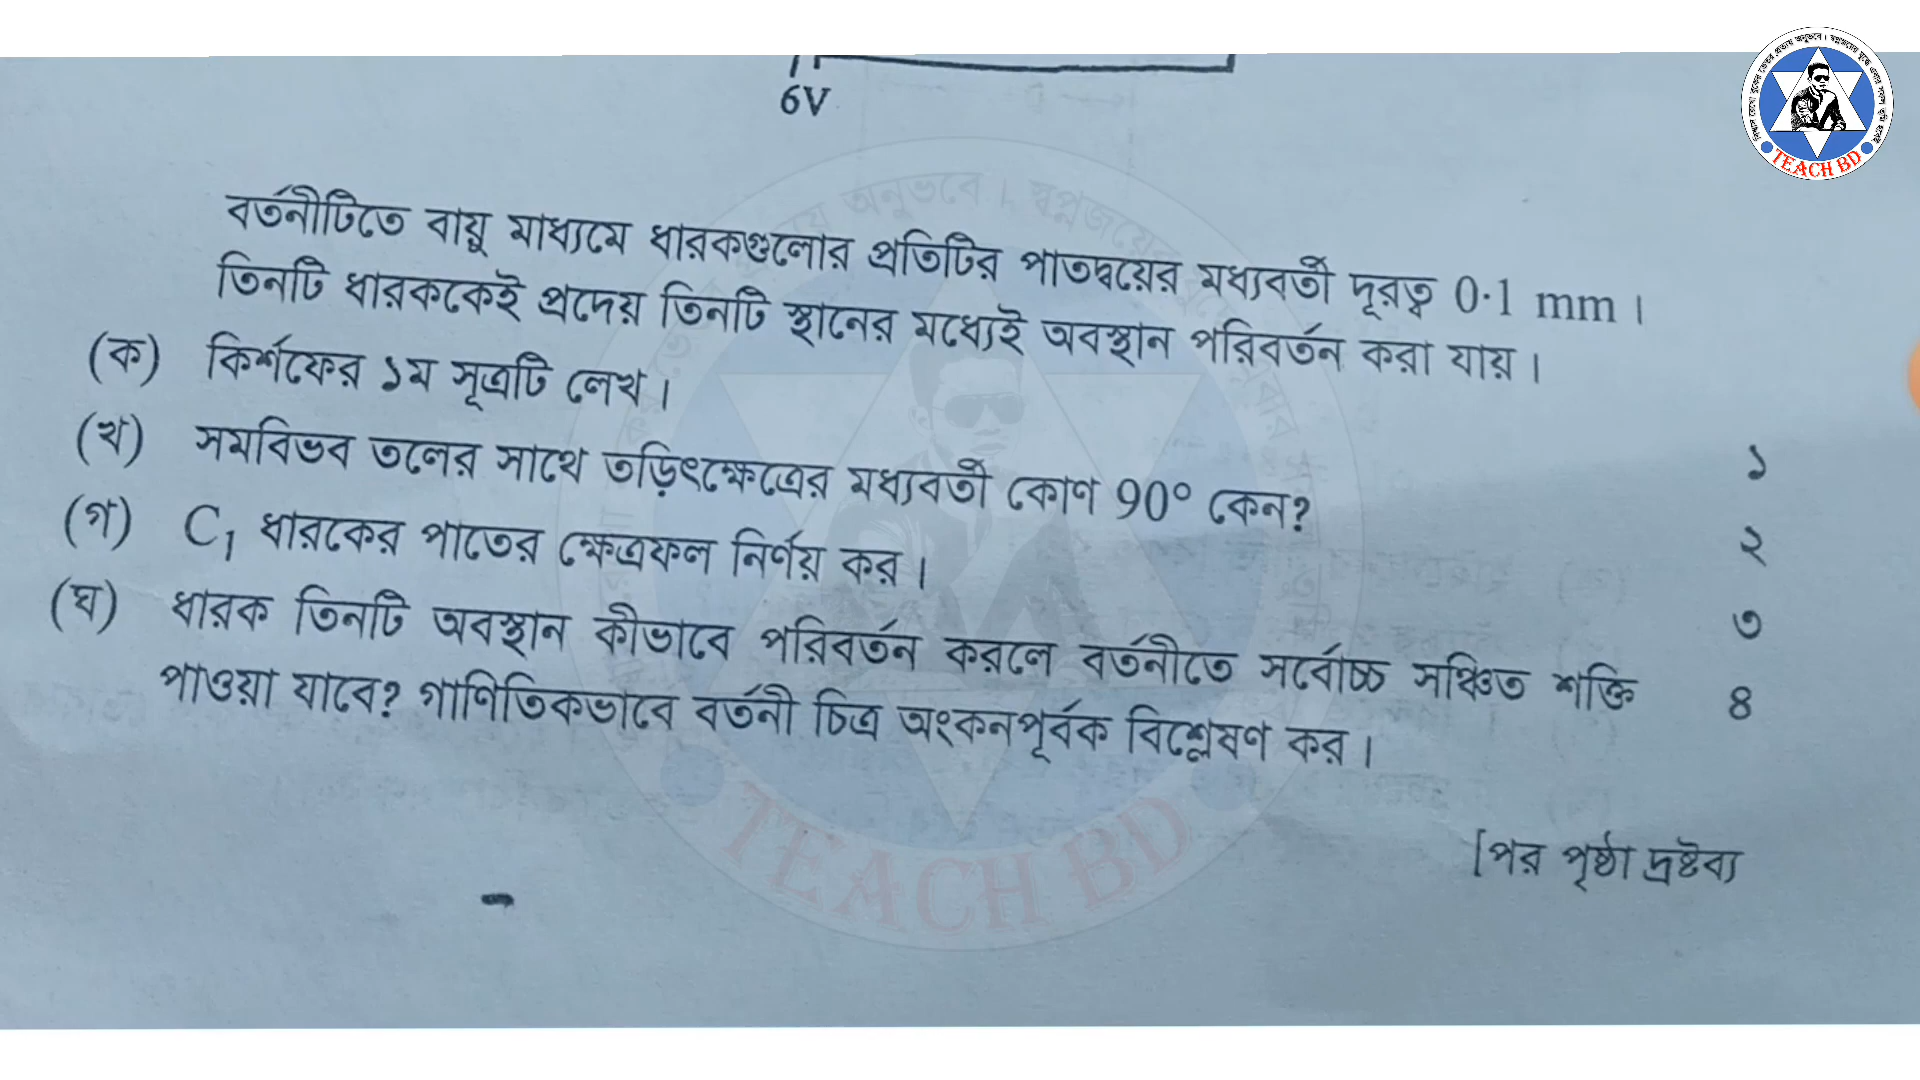 TEACH BD
6V
বর্তনীটিতে বায়ু মাধ্যমে ধারকগুলোর প্রতিটির পাতদ্বয়ের মধ্যবর্তী দূরত্ব 0·1 mm ।
তিনটি ধারককেই প্রদেয় তিনটি স্থানের মধ্যেই অবস্থান পরিবর্তন করা যায় ।
(ক) কির্শফের ১ম সূত্রটি লেখ । ১
(খ) সমবিভব তলের সাথে তড়িৎক্ষেত্রের মধ্যবর্তী কোণ 90° কেন? ২
(গ) C₁ ধারকের পাতের ক্ষেত্রফল নির্ণয় কর । ৩
(ঘ) ধারক তিনটি অবস্থান কীভাবে পরিবর্তন করলে বর্তনীতে সর্বোচ্চ সঞ্চিত শক্তি ৪
পাওয়া যাবে? গাণিতিকভাবে বর্তনী চিত্র অংকনপূর্বক বিশ্লেষণ কর ।
TEACH BD
[পর পৃষ্ঠা দ্রষ্টব্য